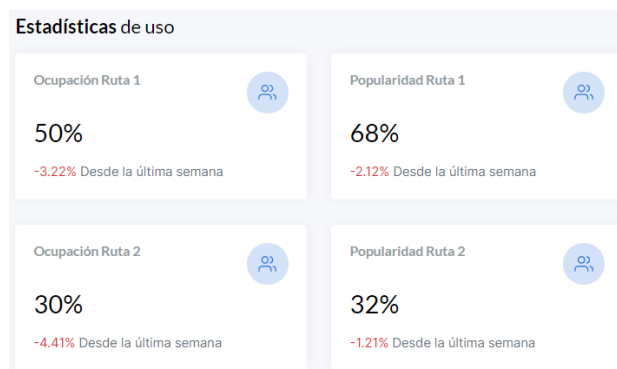 Estadísticas de uso
Ocupación Ruta 1
50%
-3.22% Desde la última semana
Popularidad Ruta 1
68%
-2.12% Desde la última semana
Ocupación Ruta 2
30%
-4.41% Desde la última semana
Popularidad Ruta 2
32%
-1.21% Desde la última semana